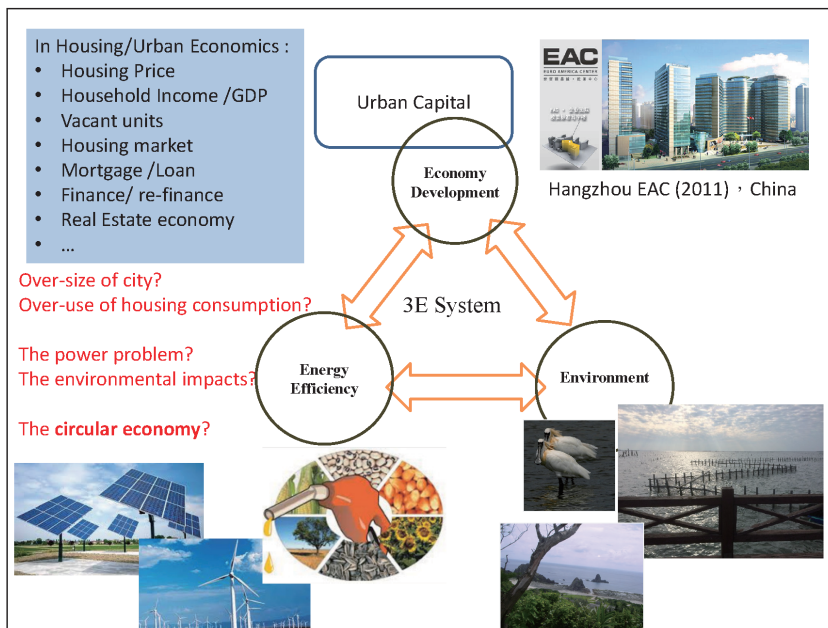 In Housing/Urban Economics :
• Housing Price
• Household Income /GDP
• Vacant units
• Housing market
• Mortgage /Loan
• Finance/ re-finance
• Real Estate economy
• ...
Urban Capital
Economy
Development
EAC
EURO AMERICA CENTER
Hangzhou EAC (2011)，China
Over-size of city?
Over-use of housing consumption?
3E System
The power problem?
The environmental impacts?
Energy
Efficiency
Environment
The circular economy?